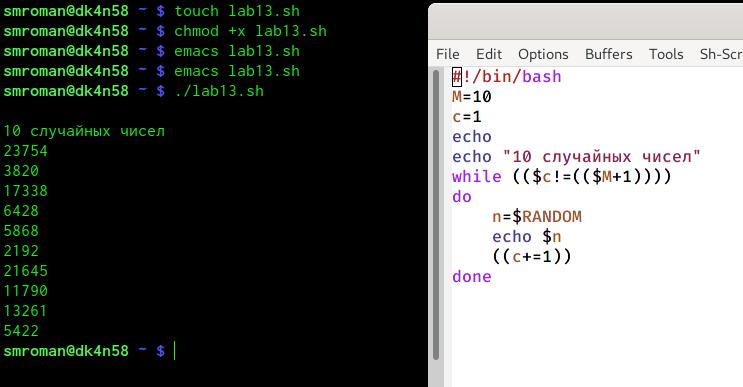 smroman@dk4n58 ~ $ touch lab13.sh
smroman@dk4n58 ~ $ chmod +x lab13.sh
smroman@dk4n58 ~ $ emacs lab13.sh
smroman@dk4n58 ~ $ emacs lab13.sh
smroman@dk4n58 ~ $ ./lab13.sh
10 случайных чисел
23754
3820
17338
6428
5868
2192
21645
11790
13261
5422
smroman@dk4n58 ~ $
File Edit Options Buffers Tools Sh-Scr
#!/bin/bash
M=10
c=1
echo
echo "10 случайных чисел"
while (($c!=(($M+1))))
do
    n=$RANDOM
    echo $n
    ((c+=1))
done